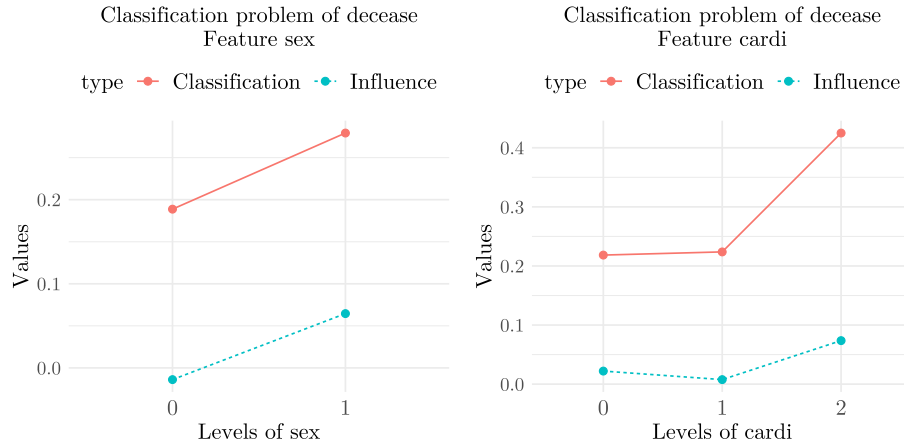 Classification problem of decease
Feature sex
type Classification Influence
Values
0.2
0.1
0.0
0 1
Levels of sex
Classification problem of decease
Feature cardi
type Classification Influence
Values
0.4
0.3
0.2
0.1
0.0
0 1 2
Levels of cardi